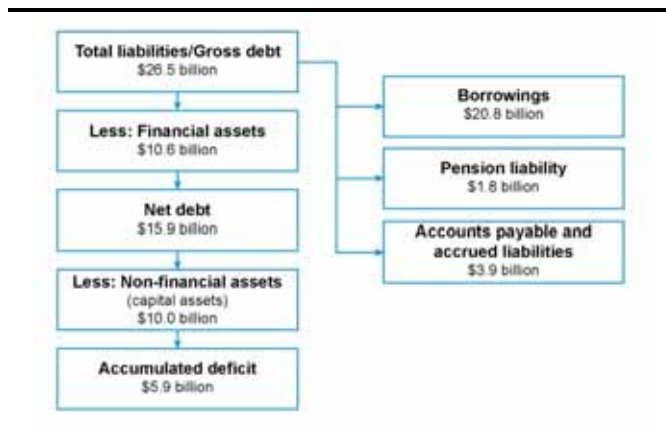 Total liabilities/Gross debt
$26.5 billion
Less: Financial assets
$10.6 billion
Net debt
$15.9 billion
Less: Non-financial assets
(capital assets)
$10.0 billion
Accumulated deficit
$5.9 billion
Borrowings
$20.8 billion
Pension liability
$1.8 billion
Accounts payable and
accrued liabilities
$3.9 billion